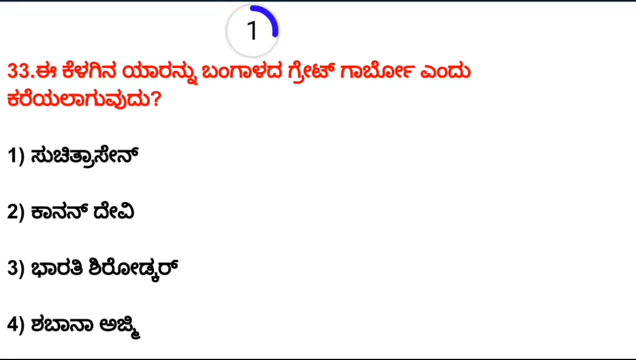 1
33.ಈ ಕೆಳಗಿನ ಯಾರನ್ನು ಬಂಗಾಳದ ಗ್ರೇಟ್ ಗಾರ್ಬೋ ಎಂದು
ಕರೆಯಲಾಗುವುದು?
1) ಸುಚಿತ್ರಾಸೇನ್
2) ಕಾನನ್ ದೇವಿ
3) ಭಾರತಿ ಶಿರೋಡ್ಕರ್
4) ಶಬಾನಾ ಅಜ್ಮಿ